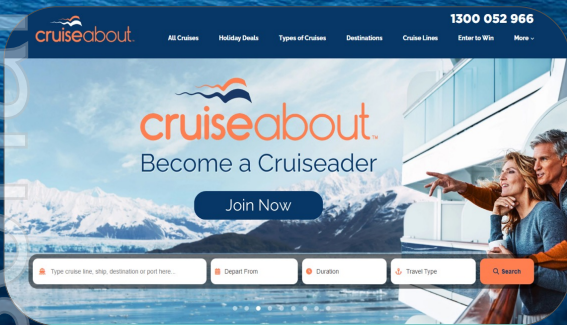 1300 052 966
cruiseabout
All Cruises Holiday Deals Types of Cruises Destinations Cruise Lines Enter to Win More
cruiseabout™
Become a Cruiseader
Join Now
Type cruise line, ship, destination or port here... Depart From Duration Travel Type Search